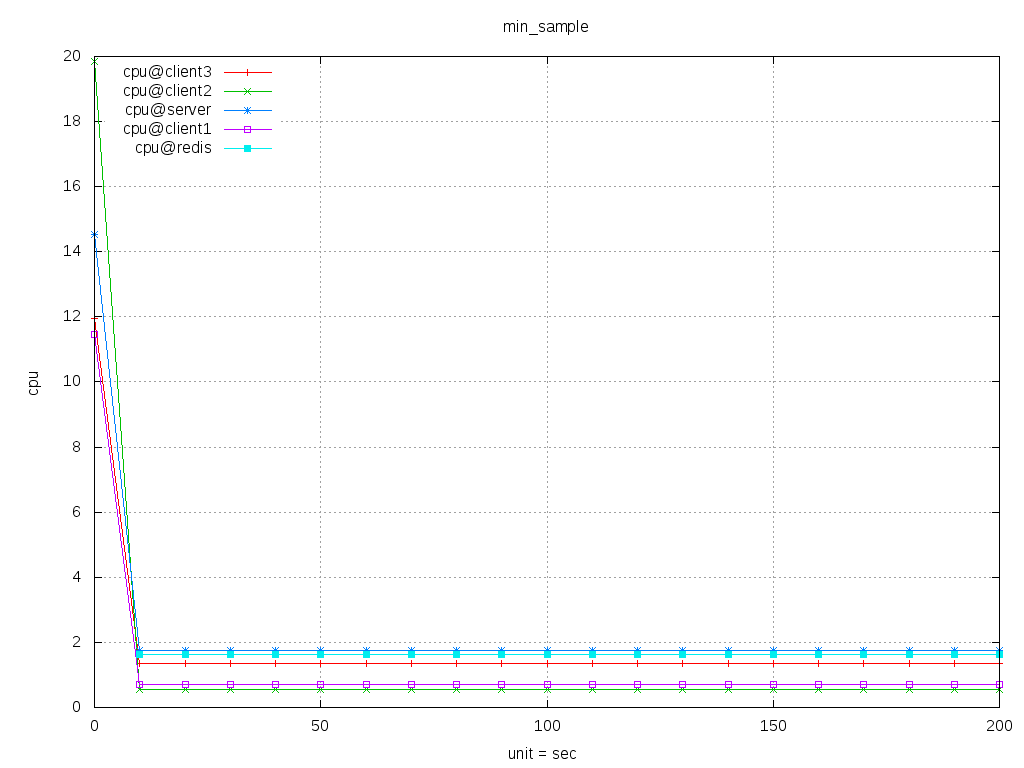 min_sample
20
18
16
14
12
10
8
6
4
2
0
cpu
cpu@client3
cpu@client2
cpu@server
cpu@client1
cpu@redis
0 50 100 150 200
unit = sec